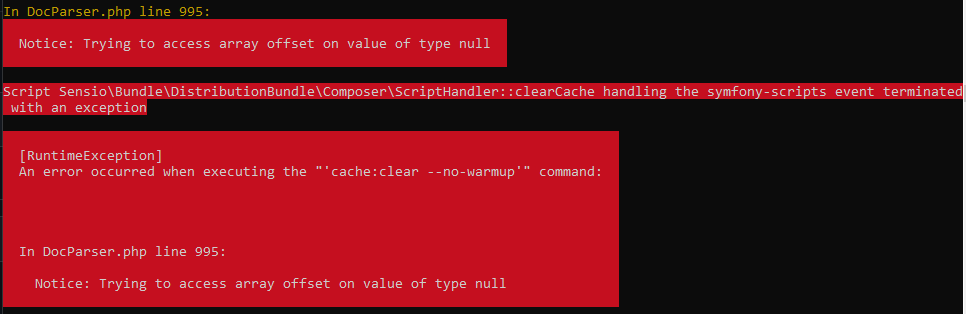 In DocParser.php line 995:
Notice: Trying to access array offset on value of type null
Script Sensio\Bundle\DistributionBundle\Composer\ScriptHandler::clearCache handling the symfony-scripts event terminated
with an exception
[RuntimeException]
An error occurred when executing the "'cache:clear --no-warmup'" command:
In DocParser.php line 995:
Notice: Trying to access array offset on value of type null